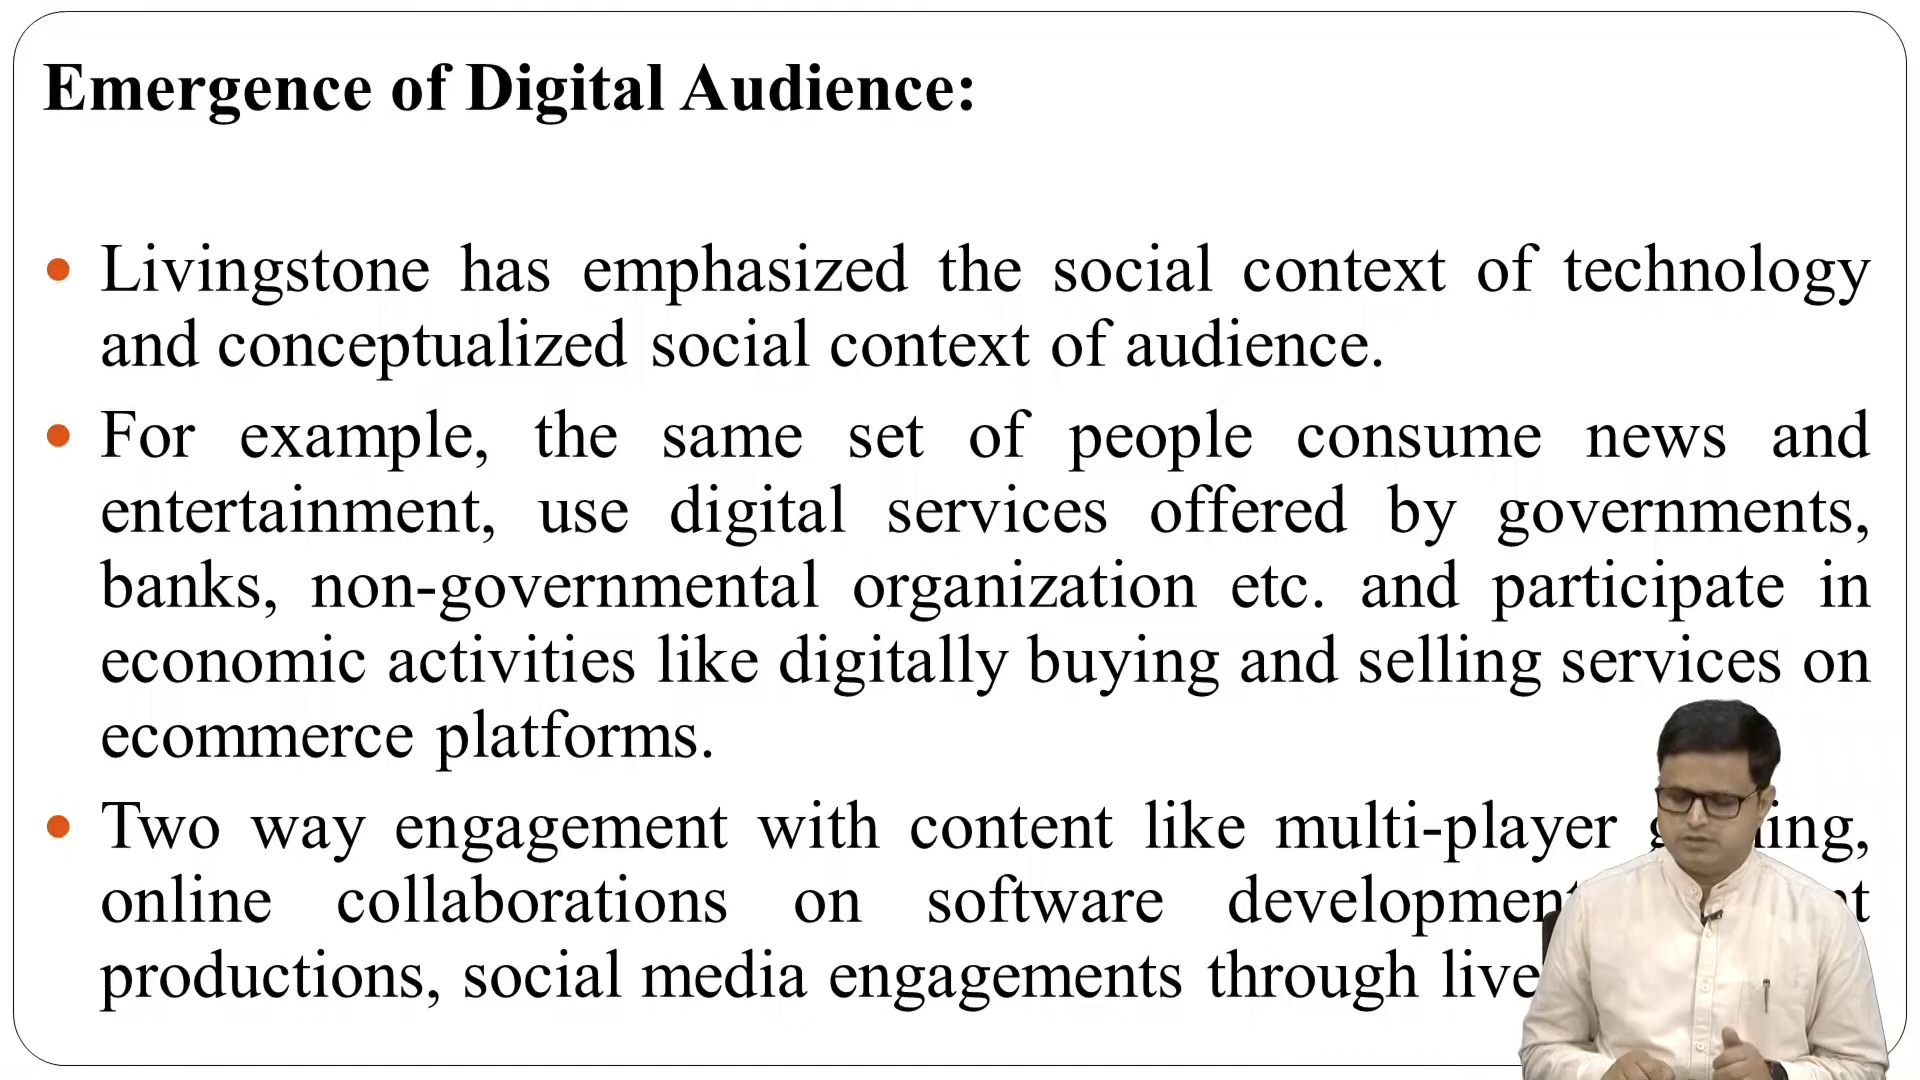 Emergence of Digital Audience:
Livingstone has emphasized the social context of technology
and conceptualized social context of audience.
For example, the same set of people consume news and
entertainment, use digital services offered by governments,
banks, non-governmental organization etc. and participate in
economic activities like digitally buying and selling services on
ecommerce platforms.
Two way engagement with content like multi-player
online collaborations on software
productions, social media engagements through live